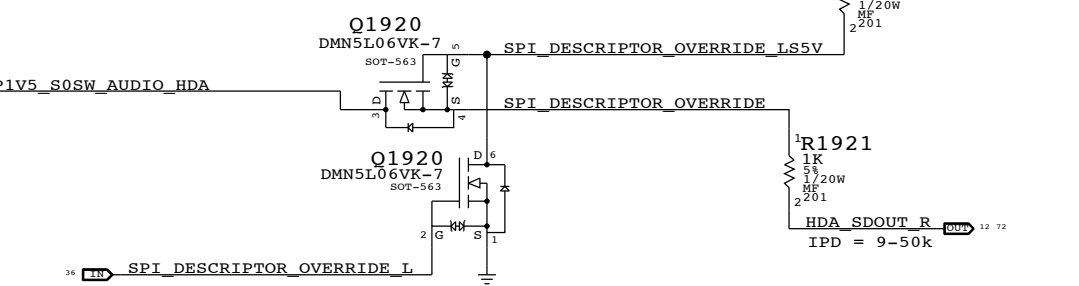 1/20W
MF
2 201
Q1920
DMN5L06VK-7
SOT-563
G 5
SPI_DESCRIPTOR_OVERRIDE_LS5V
P1V5_S0SW_AUDIO_HDA
3 D
S 4
SPI_DESCRIPTOR_OVERRIDE
1
R1921
1K
5%
1/20W
MF
2 201
Q1920
DMN5L06VK-7
SOT-563
D 6
2 G
S 1
HDA_SDOUT_R
OUT 12 72
IPD = 9-50k
36 IN
SPI_DESCRIPTOR_OVERRIDE_L